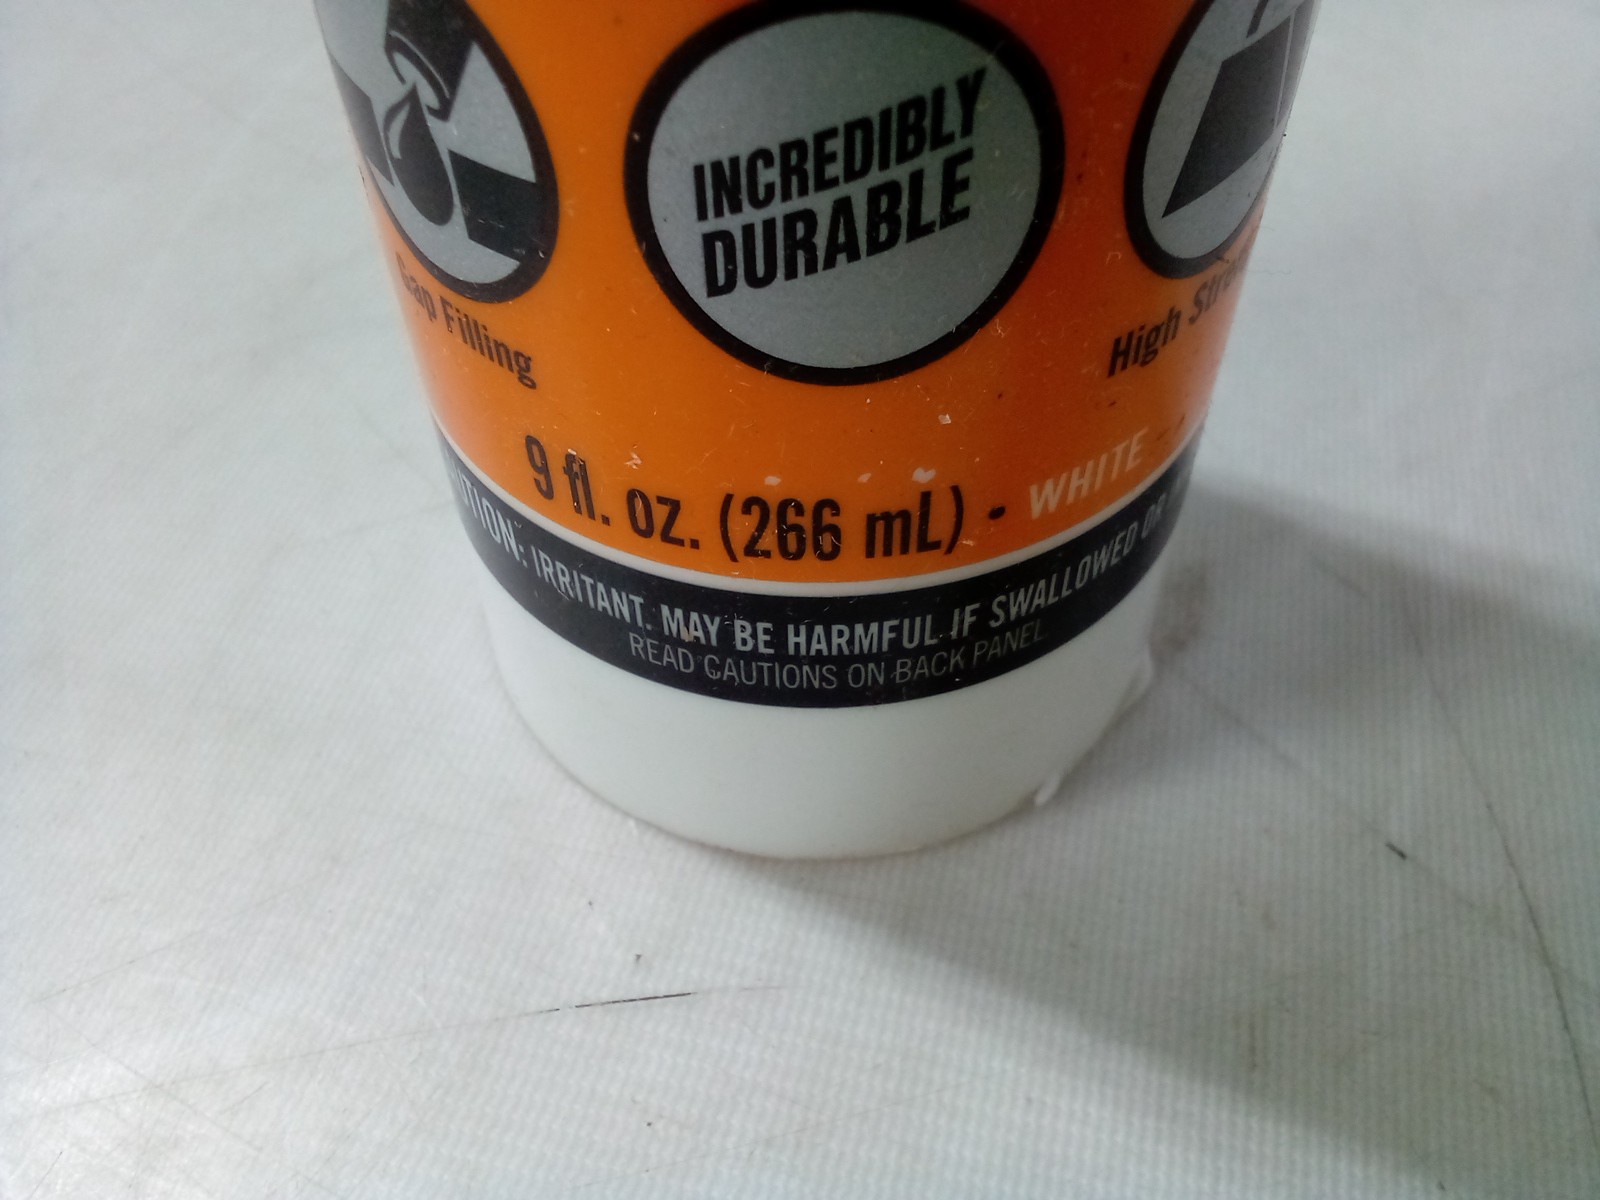 INCREDIBLY
DURABLE
Gap Filling
High
9 fl. oz. (266 mL) • WHITE
IRRITANT. MAY BE HARMFUL IF SWALLOWED OR
READ CAUTIONS ON BACK PANEL.